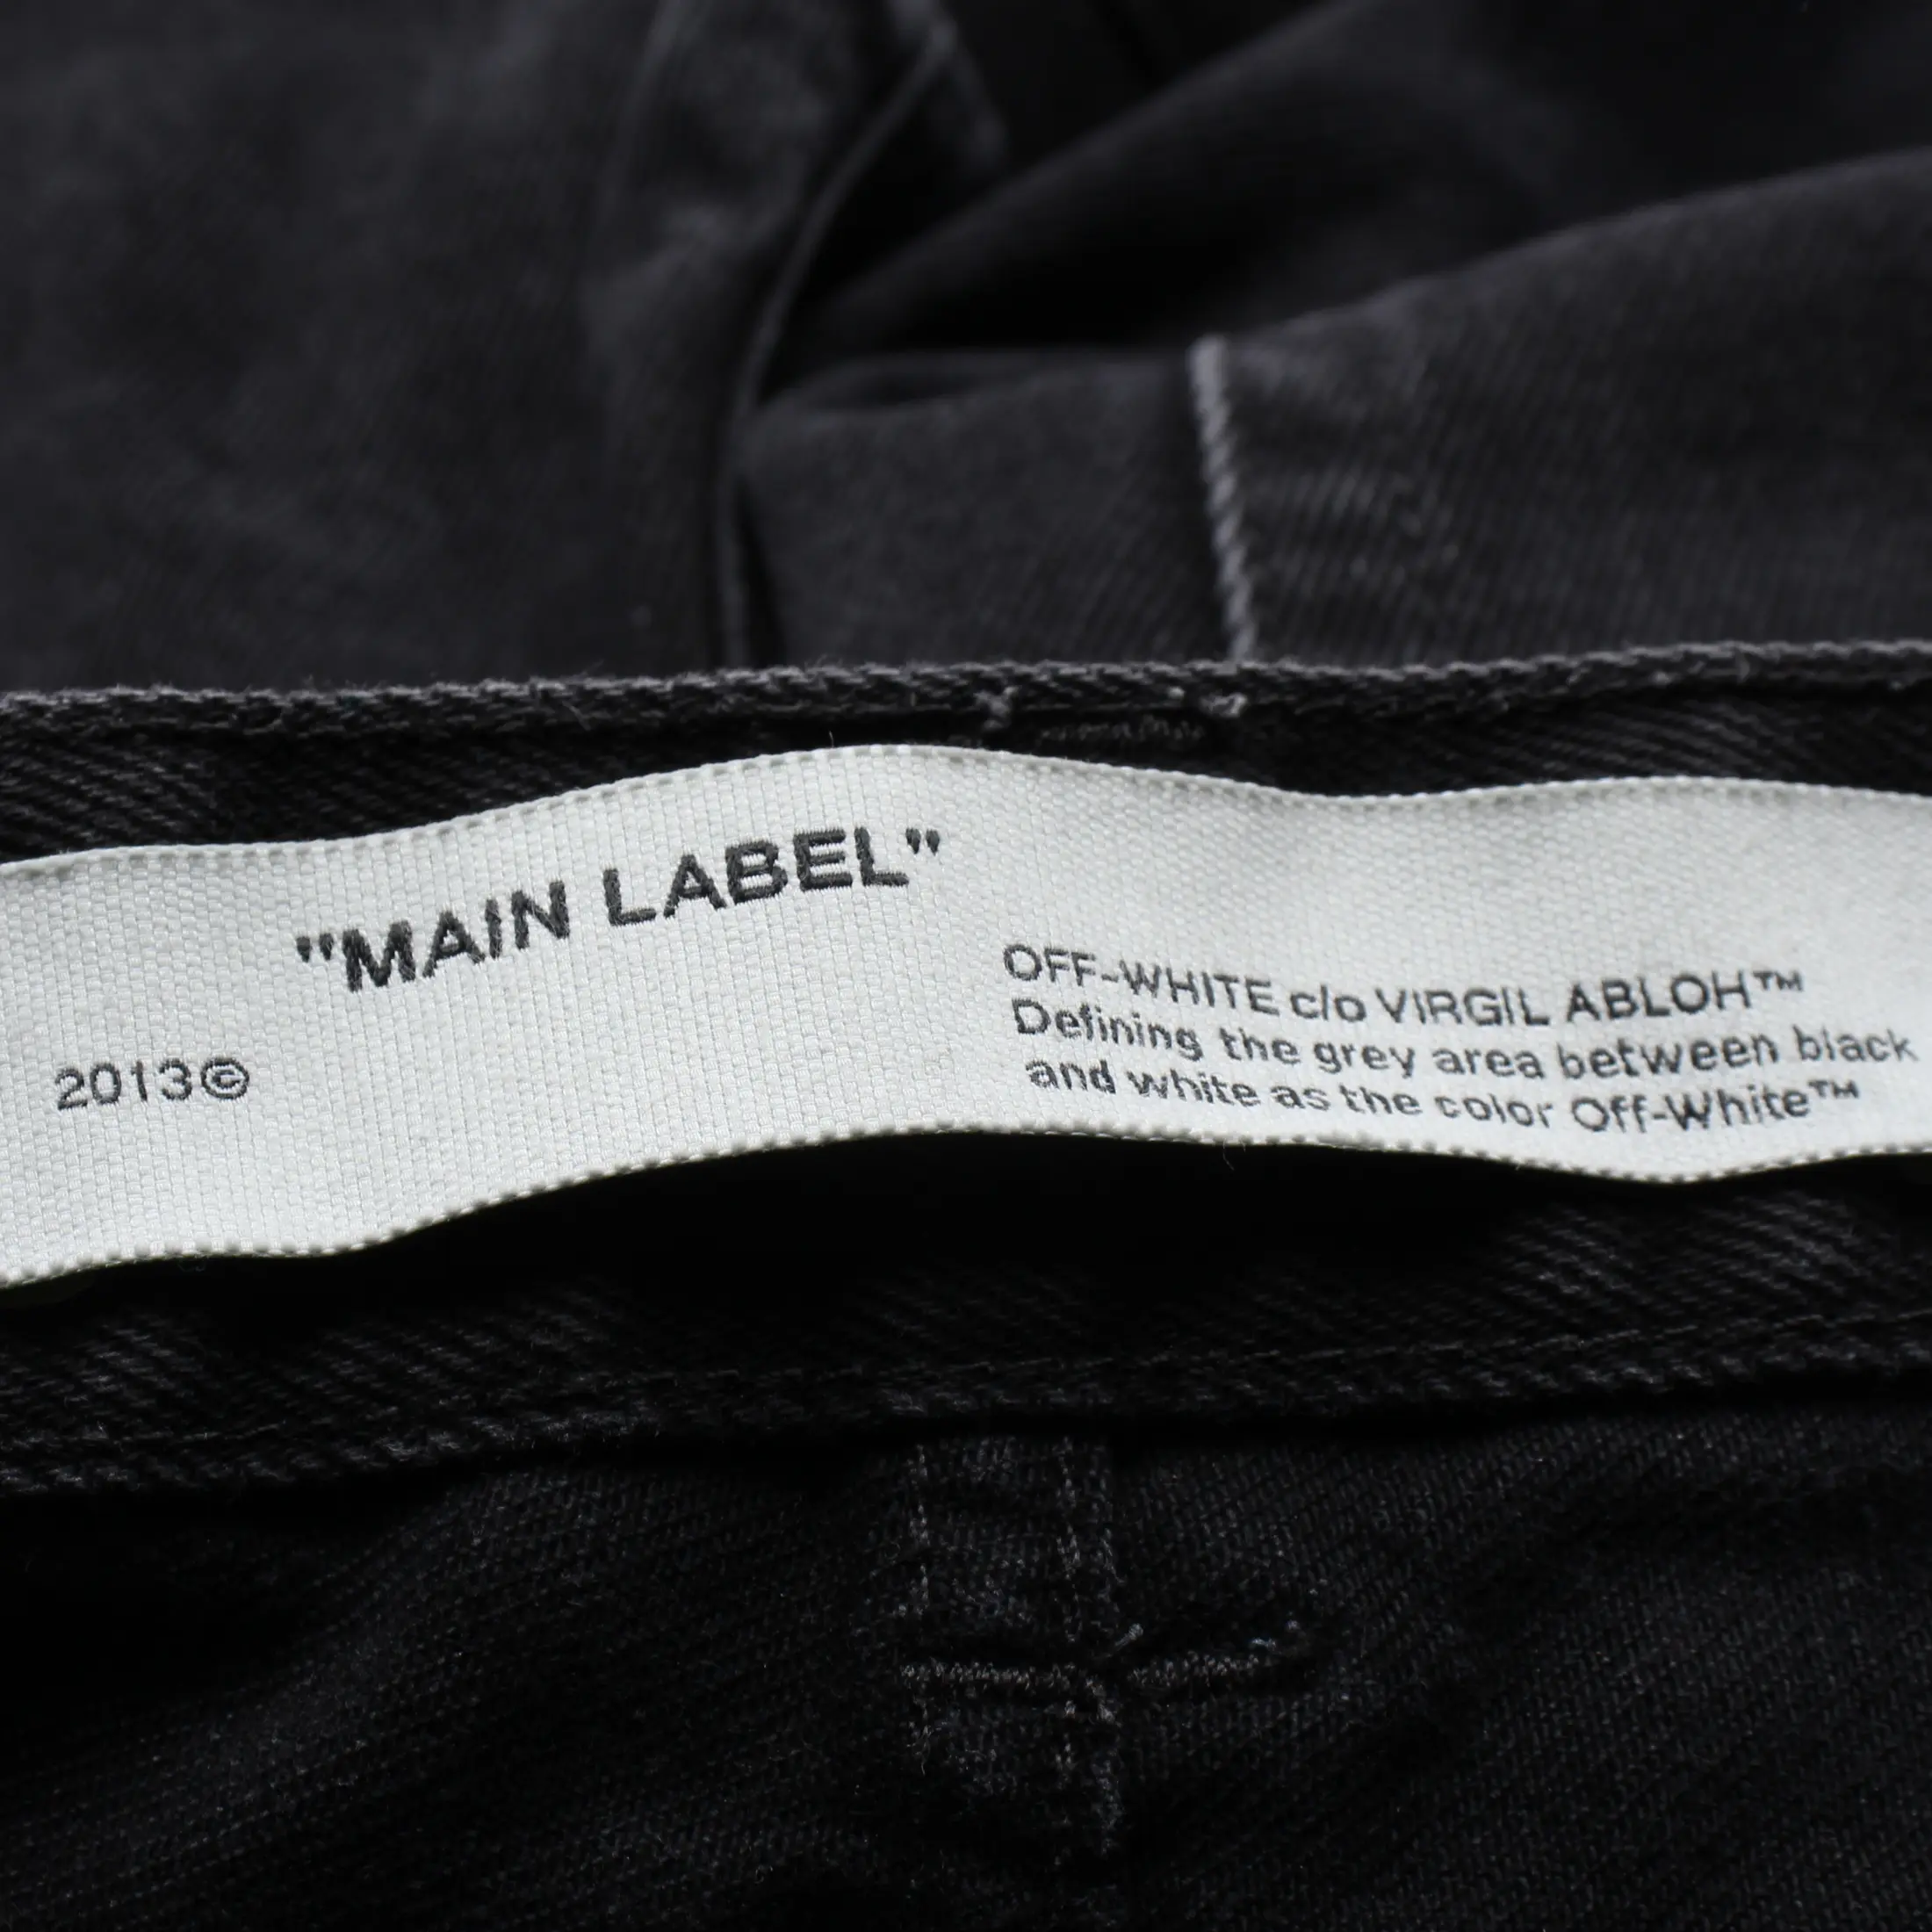 "MAIN LABEL"
2013©
OFF-WHITE c/o VIRGIL ABLOH™
Defining the grey area between black
and white as the color Off-White™